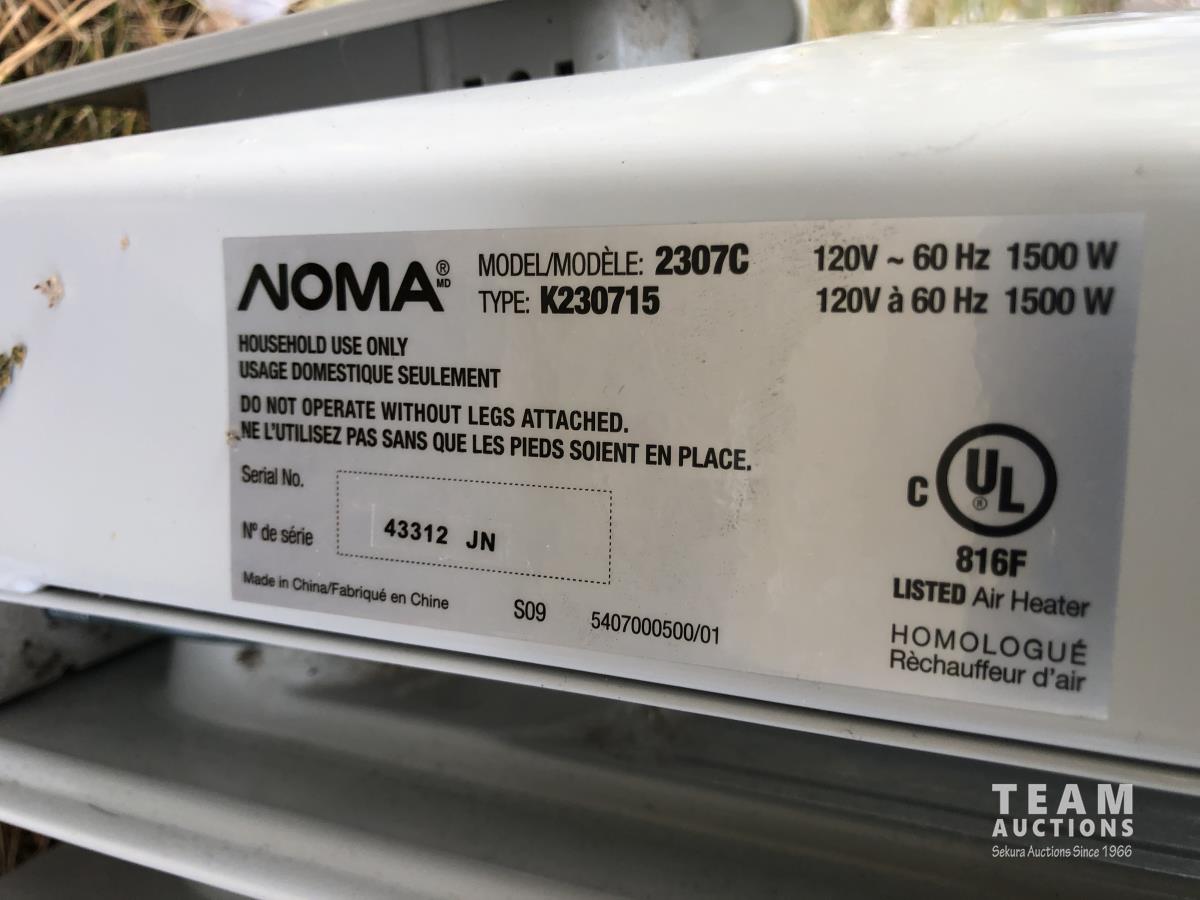 NOMA® MD
MODEL/MODÈLE: 2307C
TYPE: K230715
120V ~ 60 Hz 1500 W
120V à 60 Hz 1500 W
HOUSEHOLD USE ONLY
USAGE DOMESTIQUE SEULEMENT
DO NOT OPERATE WITHOUT LEGS ATTACHED.
NE L'UTILISEZ PAS SANS QUE LES PIEDS SOIENT EN PLACE.
Serial No.
Nº de série
43312 JN
Made in China/Fabriqué en Chine
S09
5407000500/01
C UL®
816F
LISTED Air Heater
HOMOLOGUÉ
Rèchauffeur d'air
TEAM
AUCTIONS
Sekura Auctions Since 1966